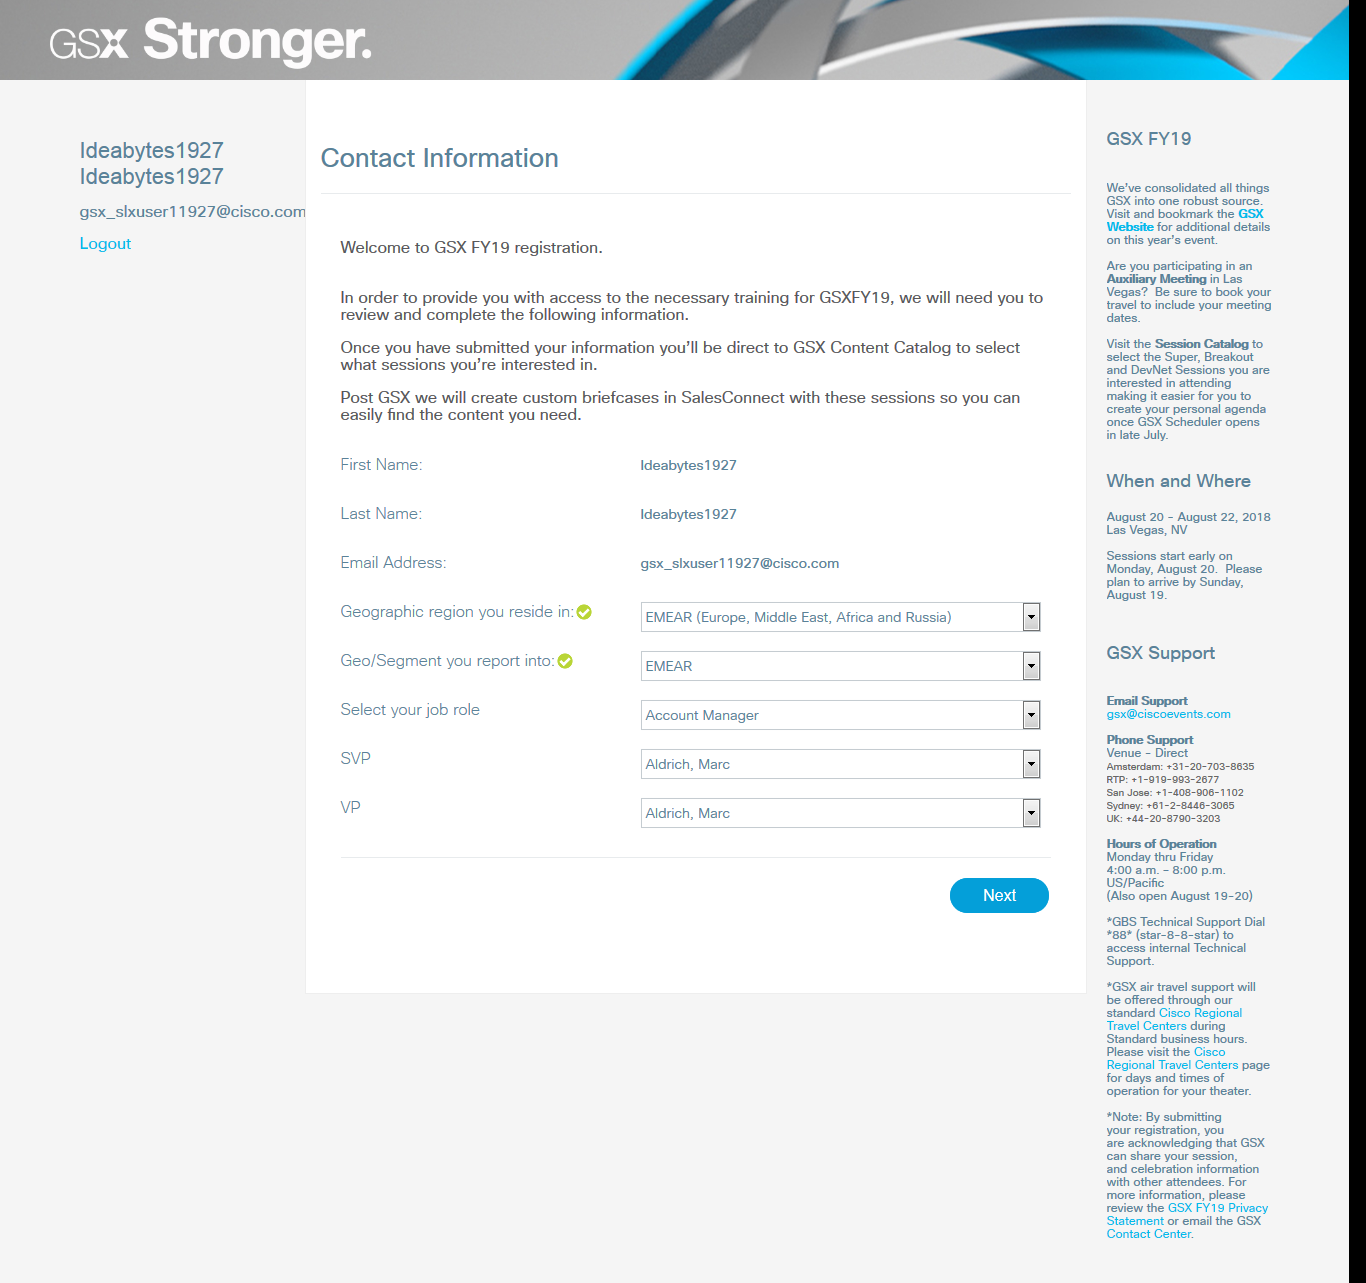 GSX Stronger.
Ideabytes1927
Ideabytes1927
gsx_slxuser11927@cisco.com
Logout
Contact Information
Welcome to GSX FY19 registration.
In order to provide you with access to the necessary training for GSXFY19, we will need you to
review and complete the following information.
Once you have submitted your information you'll be direct to GSX Content Catalog to select
what sessions you're interested in.
Post GSX we will create custom briefcases in SalesConnect with these sessions so you can
easily find the content you need.
First Name: Ideabytes1927
Last Name: Ideabytes1927
Email Address: gsx_slxuser11927@cisco.com
Geographic region you reside in: EMEAR (Europe, Middle East, Africa and Russia)
Geo/Segment you report into: EMEAR
Select your job role Account Manager
SVP Aldrich, Marc
VP Aldrich, Marc
Next
GSX FY19
We've consolidated all things
GSX into one robust source.
Visit and bookmark the GSX
Website for additional details
on this year's event.
Are you participating in an
Auxiliary Meeting in Las
Vegas? Be sure to book your
travel to include your meeting
dates.
Visit the Session Catalog to
select the Super, Breakout
and DevNet Sessions you are
interested in attending
making it easier for you to
create your personal agenda
once GSX Scheduler opens
in late July.
When and Where
August 20 - August 22, 2018
Las Vegas, NV
Sessions start early on
Monday, August 20. Please
plan to arrive by Sunday,
August 19.
GSX Support
Email Support
gsx@ciscoevents.com
Phone Support
Venue - Direct
Amsterdam: +31-20-703-8635
RTP: +1-919-993-2677
San Jose: +1-408-906-1102
Sydney: +61-2-8446-3065
UK: +44-20-8790-3203
Hours of Operation
Monday thru Friday
4:00 a.m. - 8:00 p.m.
US/Pacific
(Also open August 19-20)
*GBS Technical Support Dial
*88* (star-8-8-star) to
access internal Technical
Support.
*GSX air travel support will
be offered through our
standard Cisco Regional
Travel Centers during
Standard business hours.
Please visit the Cisco
Regional Travel Centers page
for days and times of
operation for your theater.
*Note: By submitting
your registration, you
are acknowledging that GSX
can share your session,
and celebration information
with other attendees. For
more information, please
review the GSX FY19 Privacy
Statement or email the GSX
Contact Center.